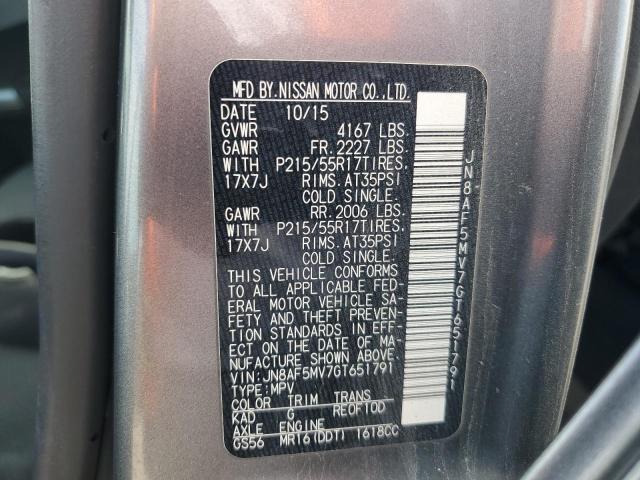 MFD BY.NISSAN MOTOR CO.,LTD.
DATE 10/15
GVWR 4167 LBS.
GAWR FR. 2227 LBS.
WITH P215/55R17TIRES.
17X7J RIMS. AT35PSI
COLD SINGLE.
GAWR RR. 2006 LBS.
WITH P215/55R17TIRES.
17X7J RIMS. AT35PSI
COLD SINGLE.
THIS VEHICLE CONFORMS
TO ALL APPLICABLE FED-
ERAL MOTOR VEHICLE SA-
FETY AND THEFT PREVEN-
TION STANDARDS IN EFF-
ECT ON THE DATE OF MA-
NUFACTURE SHOWN ABOVE.
VIN:JN8AF5MV7GT651791
TYPE:MPV
COLOR TRIM TRANS
KAD G RE0F10D
AXLE ENGINE
GS56 MR16(DDT) 1618CC
JN8AF5MV7GT651791